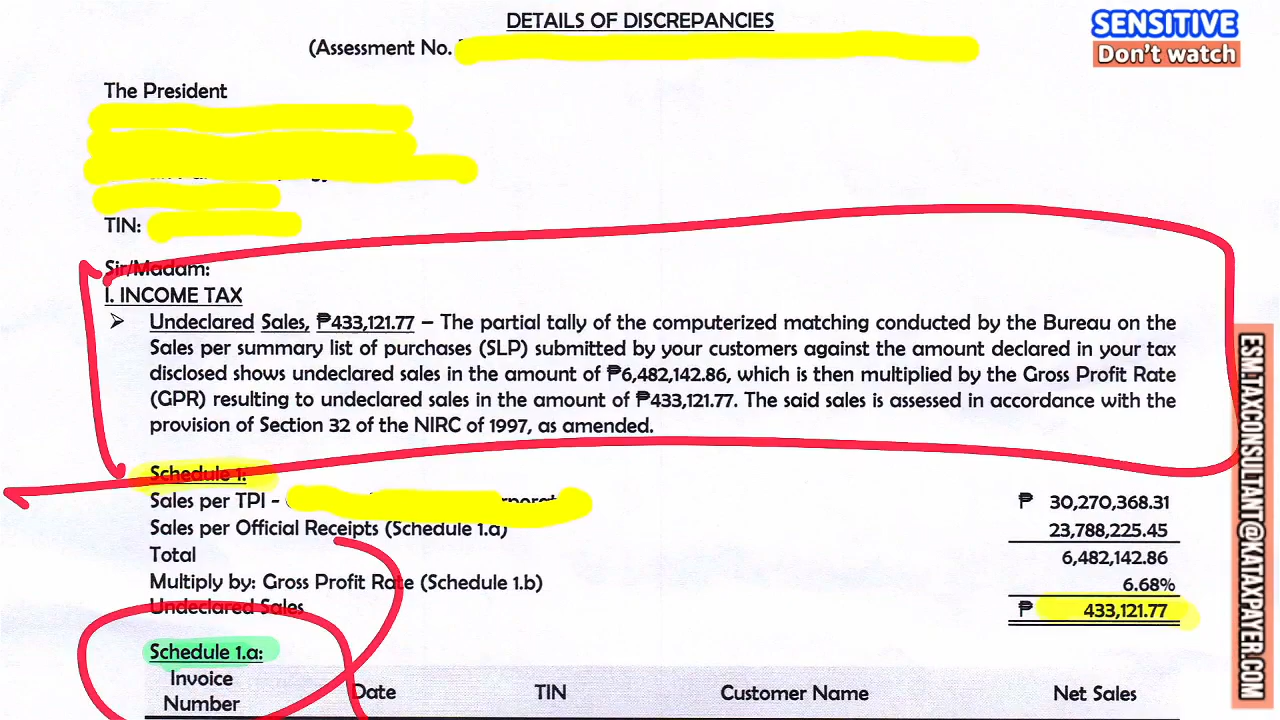 DETAILS OF DISCREPANCIES
(Assessment No.
SENSITIVE
Don't watch
The President
TIN:
Sir/Madam:
I. INCOME TAX
➢ Undeclared Sales, ₱433,121.77 – The partial tally of the computerized matching conducted by the Bureau on the
Sales per summary list of purchases (SLP) submitted by your customers against the amount declared in your tax
disclosed shows undeclared sales in the amount of ₱6,482,142.86, which is then multiplied by the Gross Profit Rate
(GPR) resulting to undeclared sales in the amount of ₱433,121.77. The said sales is assessed in accordance with the
provision of Section 32 of the NIRC of 1997, as amended.
Schedule 1:
Sales per TPI - ₱ 30,270,368.31
Sales per Official Receipts (Schedule 1.a) 23,788,225.45
Total 6,482,142.86
Multiply by: Gross Profit Rate (Schedule 1.b) 6.68%
Undeclared Sales ₱ 433,121.77
Schedule 1.a:
Invoice
Number Date TIN Customer Name Net Sales
ESM.TAXCONSULTANT@KATAXPAYER.COM